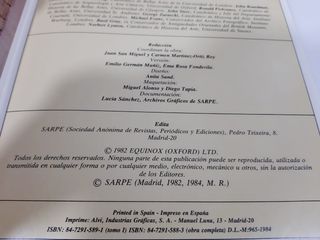 Redacción
Coordinan la obra:
Juan San Miguel y Carmen Martínez-Ortiz Rey
Versión:
Emilio Germán Muñiz, Ema Rosa Fondevila.
Diseño:
Anita Sand.
Maquetación:
Miguel Alonso y Diego Tapia.
Documentación:
Lucía Sánchez, Archivos Gráficos de SARPE.
Edita
SARPE (Sociedad Anónima de Revistas, Periódicos y Ediciones), Pedro Teixeira, 8.
Madrid-20
© 1982 EQUINOX (OXFORD) LTD.
Todos los derechos reservados. Ninguna parte de esta publicación puede ser reproducida, utilizada o
transmitida en cualquier forma o por cualquier medio, electrónico, mecánico u otros, sin la autorización
de los Editores.
© SARPE (Madrid, 1982, 1984, M. R.)
Printed in Spain - Impreso en España
Imprime: Alvi, Industrias Gráficas, S. A. - Manuel Luna, 13 - Madrid-20
ISBN: 84-7291-589-1 (tomo I) ISBN: 84-7291-588-3 (obra completa) D.L.-M-965-1984